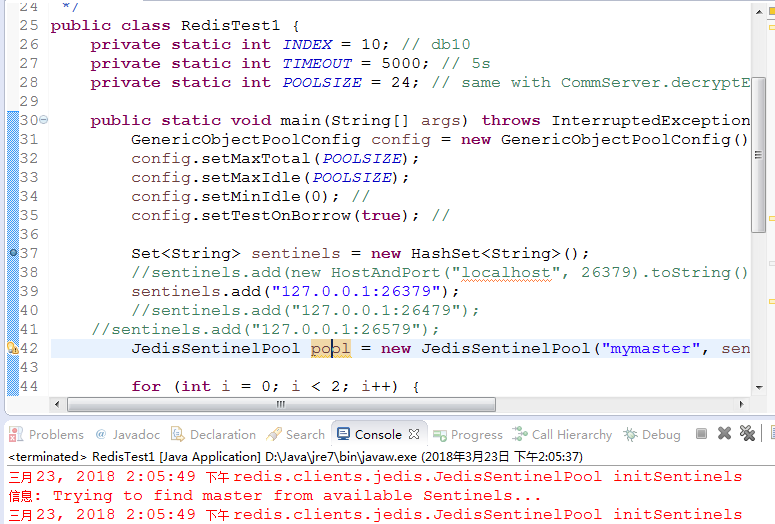 24 */
25 public class RedisTest1 {
26 private static int INDEX = 10; // db10
27 private static int TIMEOUT = 5000; // 5s
28 private static int POOLSIZE = 24; // same with CommServer.decryptE
29
30 public static void main(String[] args) throws InterruptedException
31 GenericObjectPoolConfig config = new GenericObjectPoolConfig()
32 config.setMaxTotal(POOLSIZE);
33 config.setMaxIdle(POOLSIZE);
34 config.setMinIdle(0); //
35 config.setTestOnBorrow(true); //
36
37 Set<String> sentinels = new HashSet<String>();
38 //sentinels.add(new HostAndPort("localhost", 26379).toString()
39 sentinels.add("127.0.0.1:26379");
40 //sentinels.add("127.0.0.1:26479");
41 //sentinels.add("127.0.0.1:26579");
42 JedisSentinelPool pool = new JedisSentinelPool("mymaster", sen
43
44 for (int i = 0; i < 2; i++) {
Problems Javadoc Declaration Search Console Progress Call Hierarchy Debug
<terminated> RedisTest1 [Java Application] D:\Java\jre7\bin\javaw.exe (2018年3月23日 下午2:05:37)
三月 23, 2018 2:05:49 下午 redis.clients.jedis.JedisSentinelPool initSentinels
信息: Trying to find master from available Sentinels...
三月 23, 2018 2:05:49 下午 redis.clients.jedis.JedisSentinelPool initSentinels